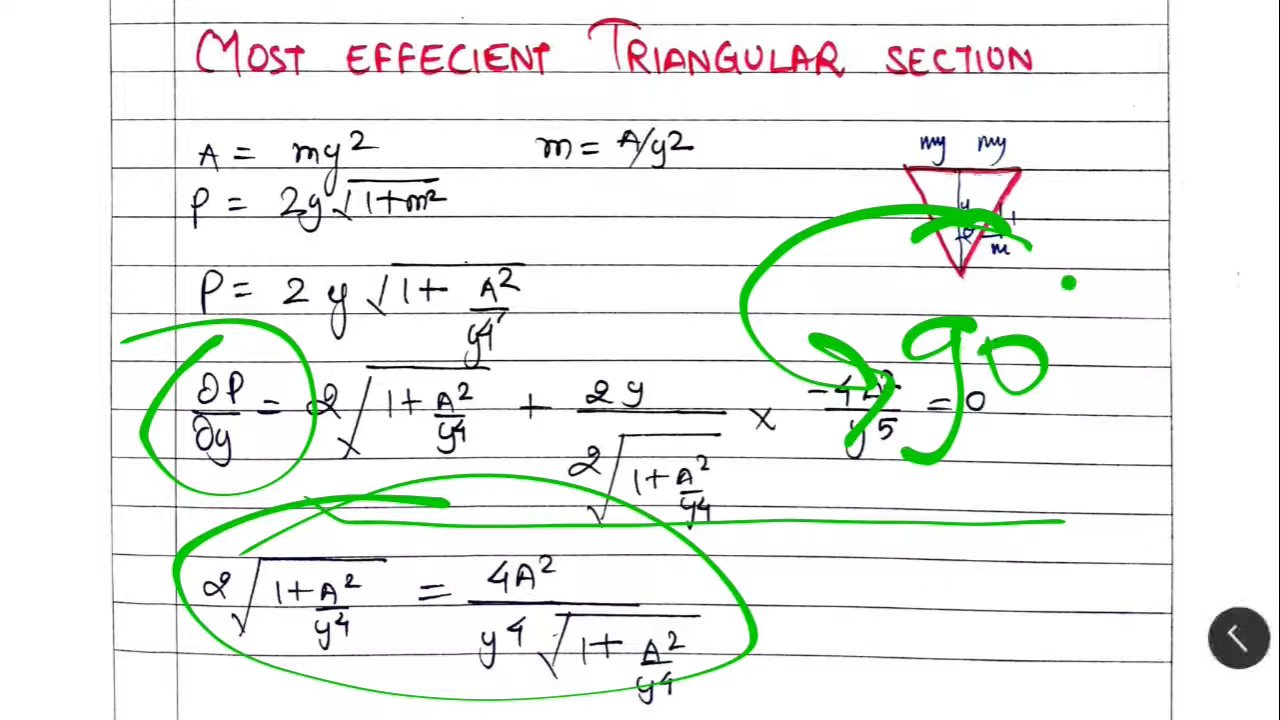 MOST EFFECIENT TRIANGULAR SECTION
A = my² m = A/y2
P = 2y√1+m²
my my
y
θ
1
m
P = 2 y √1+ A²/y4
90
∂P/∂y = 2√1+A²/y4 + 2y/2√1+A²/y4 x -4A²/y5 = 0
2√1+A²/y4 = 4A²/y4√1+A²/y4